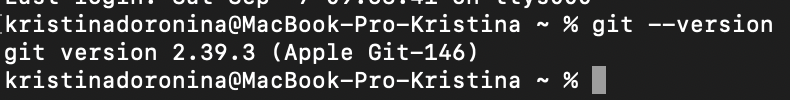 kristinadoronina@MacBook-Pro-Kristina ~ % git --version
git version 2.39.3 (Apple Git-146)
kristinadoronina@MacBook-Pro-Kristina ~ %